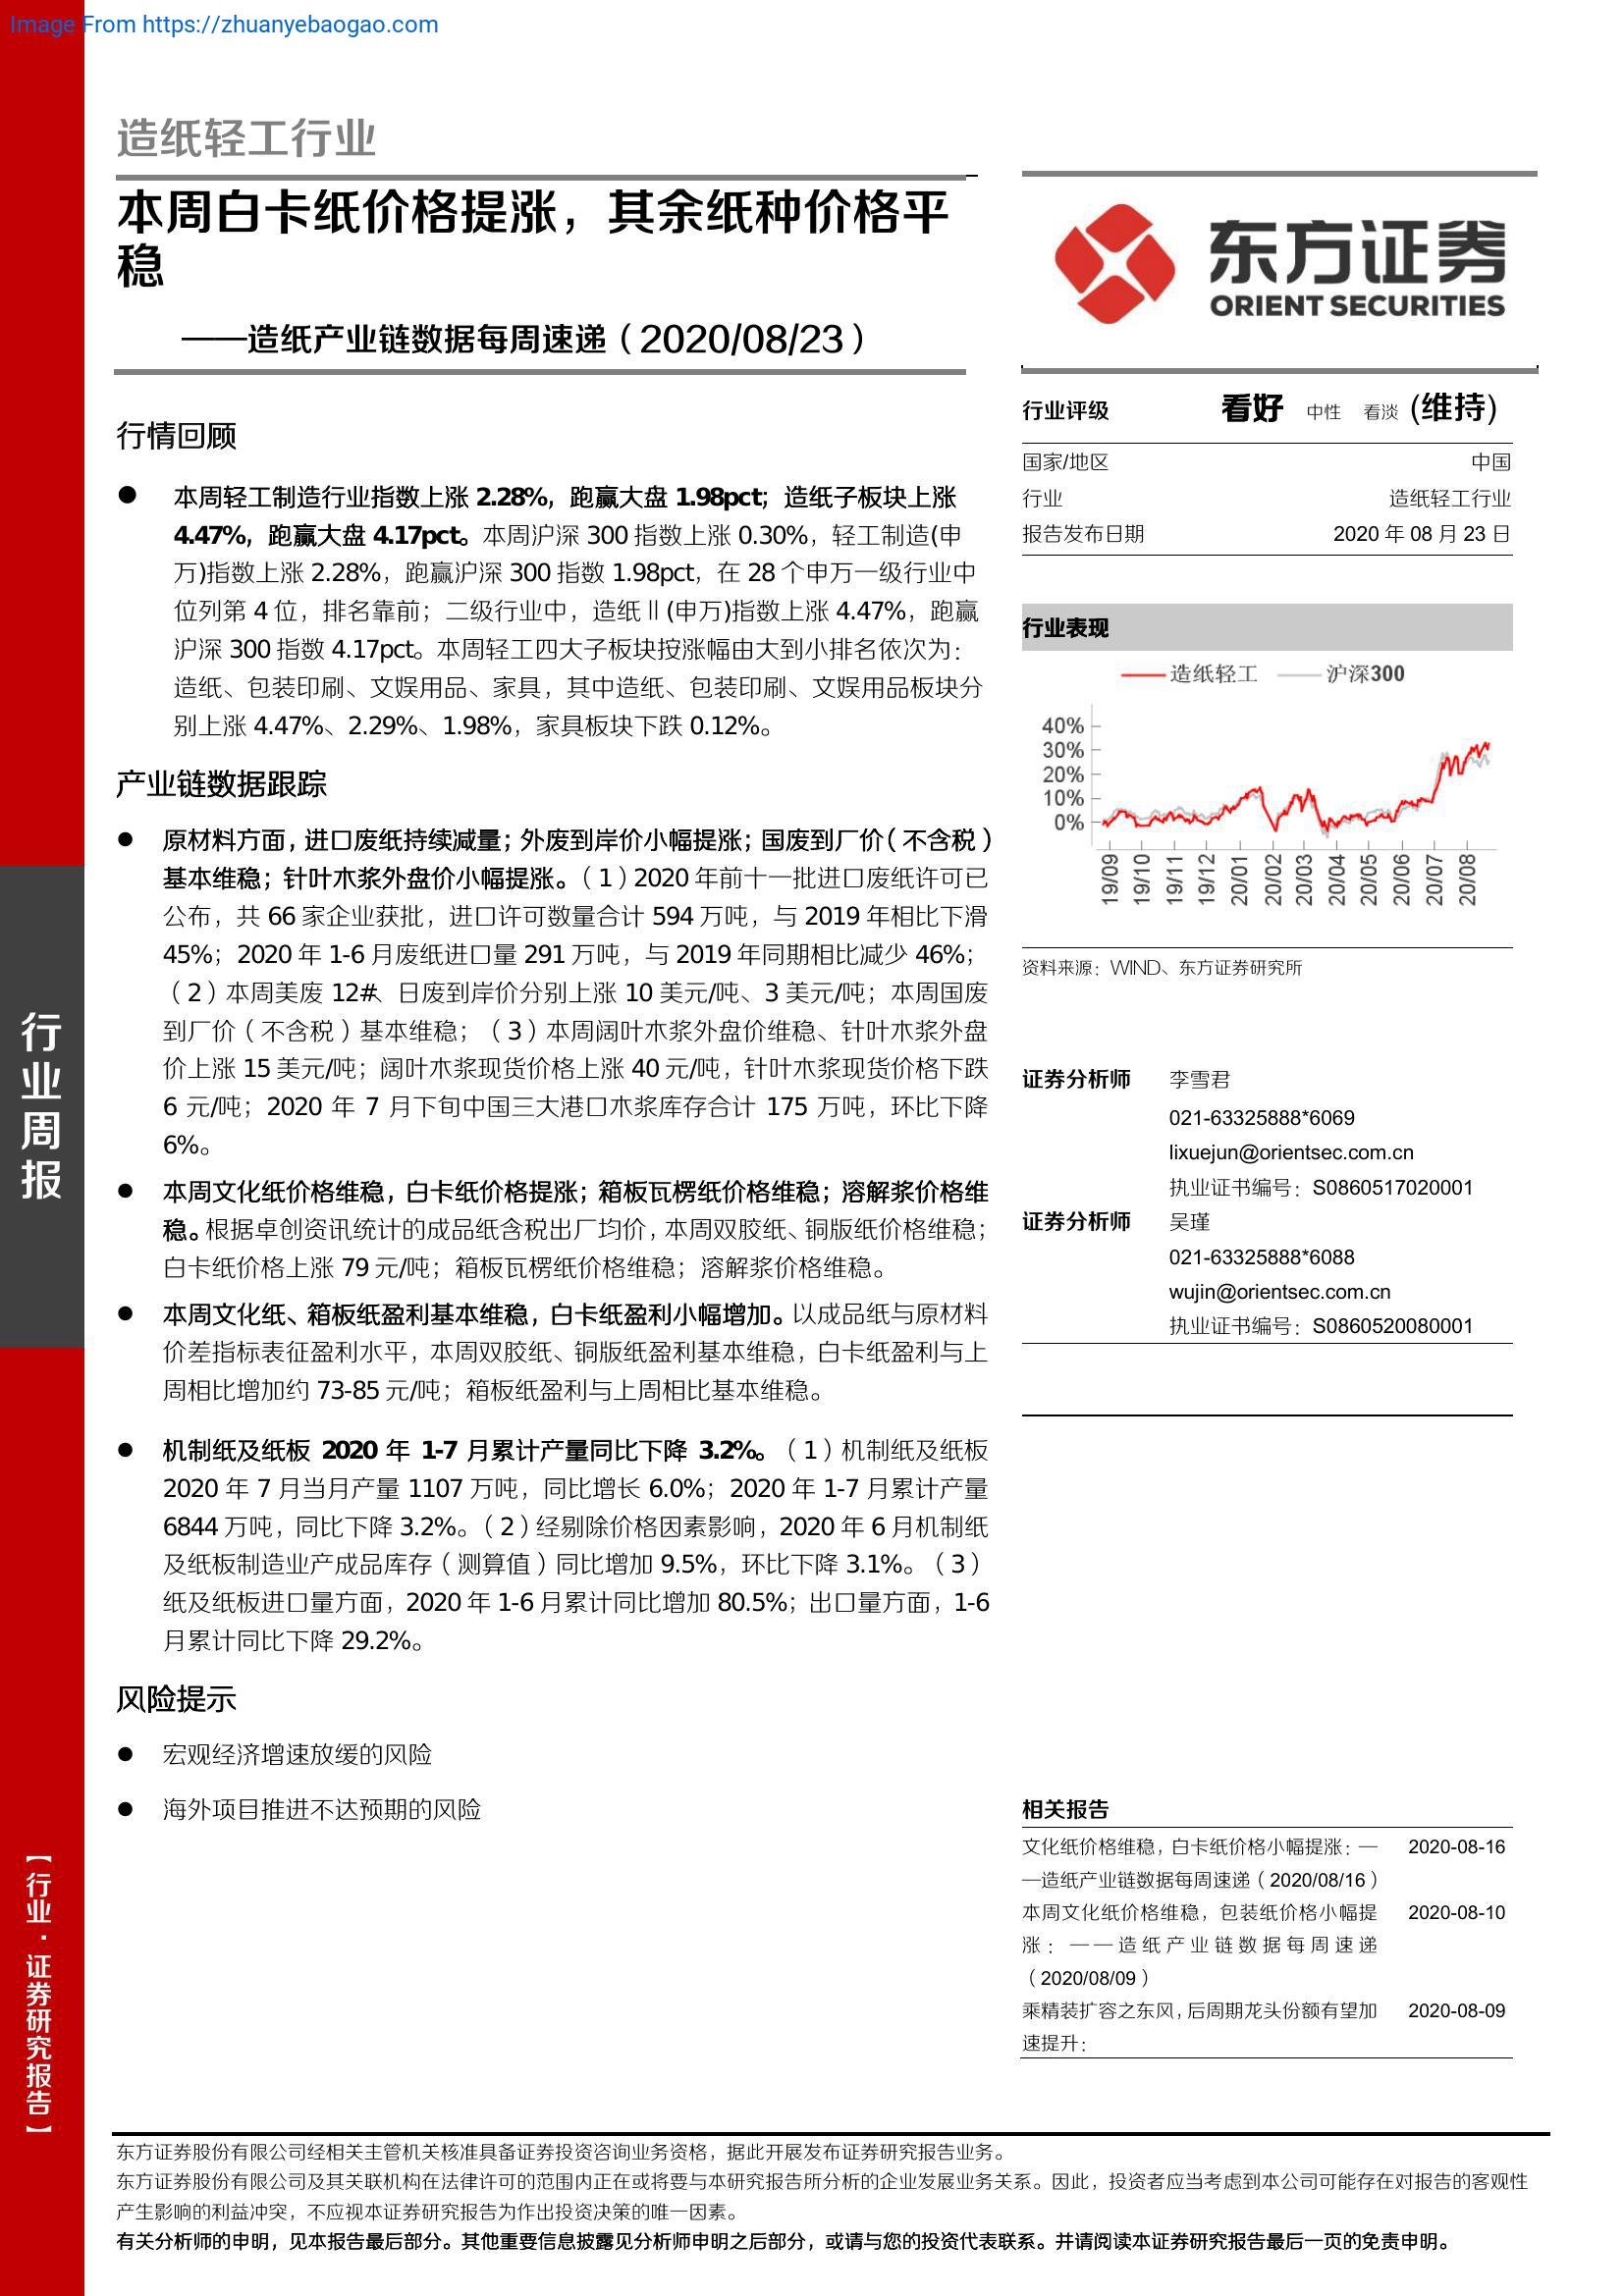 Image From https://zhuanyebaogao.com
造纸轻工行业
本周白卡纸价格提涨，其余纸种价格平
稳
——造纸产业链数据每周速递（2020/08/23）
行情回顾
● 本周轻工制造行业指数上涨 2.28%，跑赢大盘 1.98pct；造纸子板块上涨
4.47%，跑赢大盘 4.17pct。本周沪深 300 指数上涨 0.30%，轻工制造(申
万)指数上涨 2.28%，跑赢沪深 300 指数 1.98pct，在 28 个申万一级行业中
位列第 4 位，排名靠前；二级行业中，造纸Ⅱ(申万)指数上涨 4.47%，跑赢
沪深 300 指数 4.17pct。本周轻工四大子板块按涨幅由大到小排名依次为：
造纸、包装印刷、文娱用品、家具，其中造纸、包装印刷、文娱用品板块分
别上涨 4.47%、2.29%、1.98%，家具板块下跌 0.12%。
产业链数据跟踪
● 原材料方面，进口废纸持续减量；外废到岸价小幅提涨；国废到厂价（不含税）
基本维稳；针叶木浆外盘价小幅提涨。（1）2020 年前十一批进口废纸许可已
公布，共 66 家企业获批，进口许可数量合计 594 万吨，与 2019 年相比下滑
45%；2020 年 1-6 月废纸进口量 291 万吨，与 2019 年同期相比减少 46%；
（2）本周美废 12#、日废到岸价分别上涨 10 美元/吨、3 美元/吨；本周国废
到厂价（不含税）基本维稳；（3）本周阔叶木浆外盘价维稳、针叶木浆外盘
价上涨 15 美元/吨；阔叶木浆现货价格上涨 40 元/吨，针叶木浆现货价格下跌
6 元/吨；2020 年 7 月下旬中国三大港口木浆库存合计 175 万吨，环比下降
6%。
● 本周文化纸价格维稳，白卡纸价格提涨；箱板瓦楞纸价格维稳；溶解浆价格维
稳。根据卓创资讯统计的成品纸含税出厂均价，本周双胶纸、铜版纸价格维稳；
白卡纸价格上涨 79 元/吨；箱板瓦楞纸价格维稳；溶解浆价格维稳。
● 本周文化纸、箱板纸盈利基本维稳，白卡纸盈利小幅增加。以成品纸与原材料
价差指标表征盈利水平，本周双胶纸、铜版纸盈利基本维稳，白卡纸盈利与上
周相比增加约 73-85 元/吨；箱板纸盈利与上周相比基本维稳。
● 机制纸及纸板 2020 年 1-7 月累计产量同比下降 3.2%。（1）机制纸及纸板
2020 年 7 月当月产量 1107 万吨，同比增长 6.0%；2020 年 1-7 月累计产量
6844 万吨，同比下降 3.2%。（2）经剔除价格因素影响，2020 年 6 月机制纸
及纸板制造业产成品库存（测算值）同比增加 9.5%，环比下降 3.1%。（3）
纸及纸板进口量方面，2020 年 1-6 月累计同比增加 80.5%；出口量方面，1-6
月累计同比下降 29.2%。
风险提示
● 宏观经济增速放缓的风险
● 海外项目推进不达预期的风险
东方证券
ORIENT SECURITIES
行业评级 看好 中性 看淡 (维持)
国家/地区 中国
行业 造纸轻工行业
报告发布日期 2020 年 08 月 23 日
行业表现
造纸轻工 沪深300
40%
30%
20%
10%
0%
19/09 19/10 19/11 19/12 20/01 20/02 20/03 20/04 20/05 20/06 20/07 20/08
资料来源：WIND、东方证券研究所
证券分析师 李雪君
021-63325888*6069
lixuejun@orientsec.com.cn
执业证书编号：S0860517020001
证券分析师 吴瑾
021-63325888*6088
wujin@orientsec.com.cn
执业证书编号：S0860520080001
相关报告
文化纸价格维稳，白卡纸价格小幅提涨：— 2020-08-16
—造纸产业链数据每周速递（2020/08/16）
本周文化纸价格维稳，包装纸价格小幅提 2020-08-10
涨：——造纸产业链数据每周速递
（2020/08/09）
乘精装扩容之东风，后周期龙头份额有望加 2020-08-09
速提升：
行业周报
【行业·证券研究报告】
东方证券股份有限公司经相关主管机关核准具备证券投资咨询业务资格，据此开展发布证券研究报告业务。
东方证券股份有限公司及其关联机构在法律许可的范围内正在或将要与本研究报告所分析的企业发展业务关系。因此，投资者应当考虑到本公司可能存在对报告的客观性
产生影响的利益冲突，不应视本证券研究报告为作出投资决策的唯一因素。
有关分析师的申明，见本报告最后部分。其他重要信息披露见分析师申明之后部分，或请与您的投资代表联系。并请阅读本证券研究报告最后一页的免责申明。